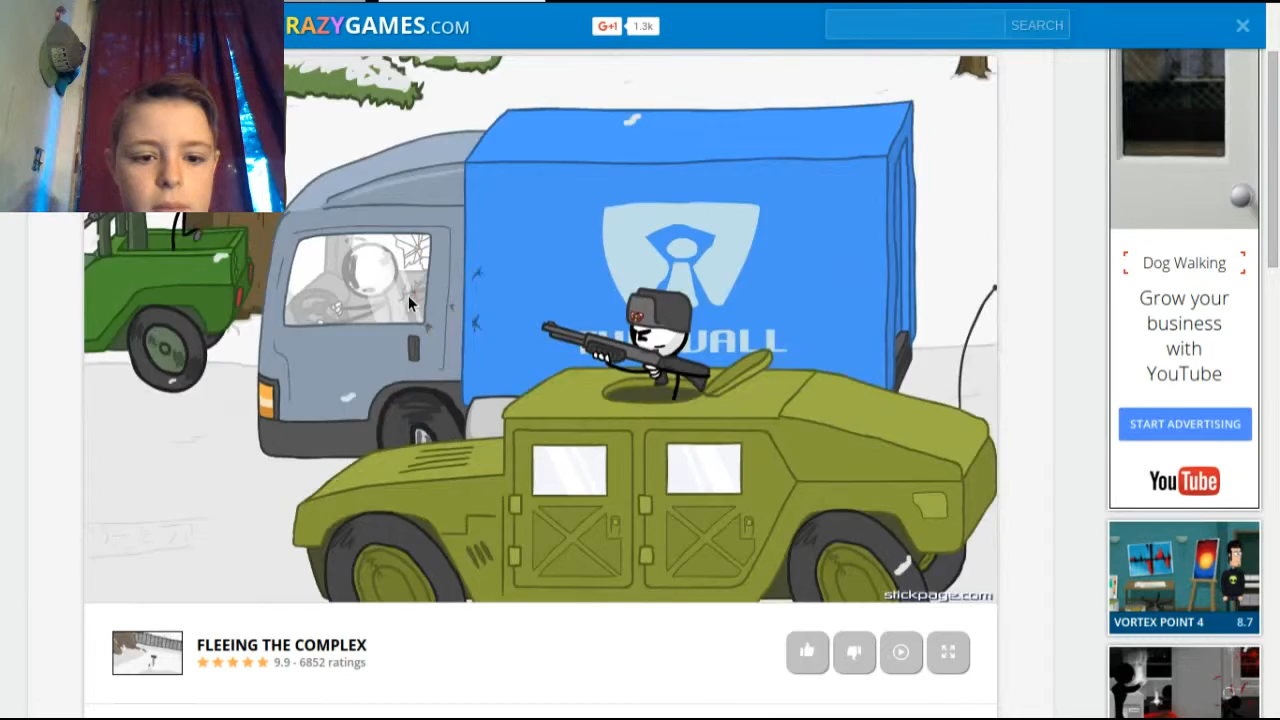 RAZYGAMES.COM
G+1 1.3k
SEARCH
WALL
stickpage.com
Dog Walking
Grow your
business
with
YouTube
START ADVERTISING
YouTube
VORTEX POINT 4 8.7
FLEEING THE COMPLEX
9.9 - 6852 ratings